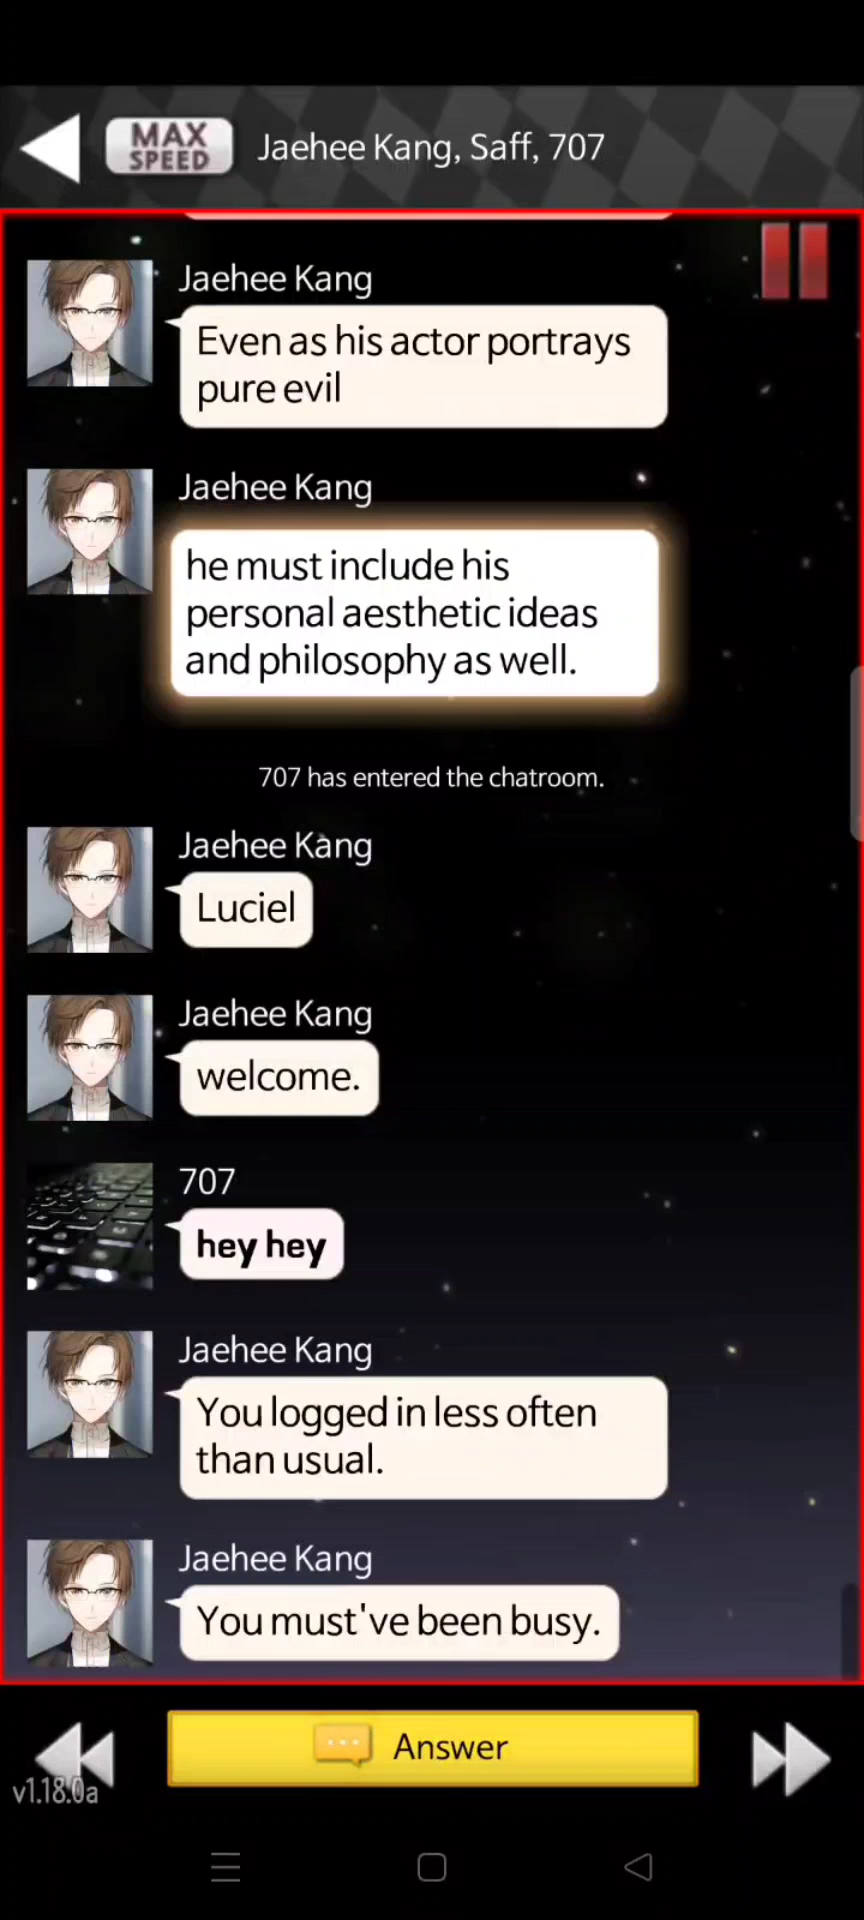 MAX
SPEED
Jaehee Kang, Saff, 707
Jaehee Kang
Even as his actor portrays
pure evil
Jaehee Kang
he must include his
personal aesthetic ideas
and philosophy as well.
707 has entered the chatroom.
Jaehee Kang
Luciel
Jaehee Kang
welcome.
707
hey hey
Jaehee Kang
You logged in less often
than usual.
Jaehee Kang
You must've been busy.
Answer
v1.18.0a